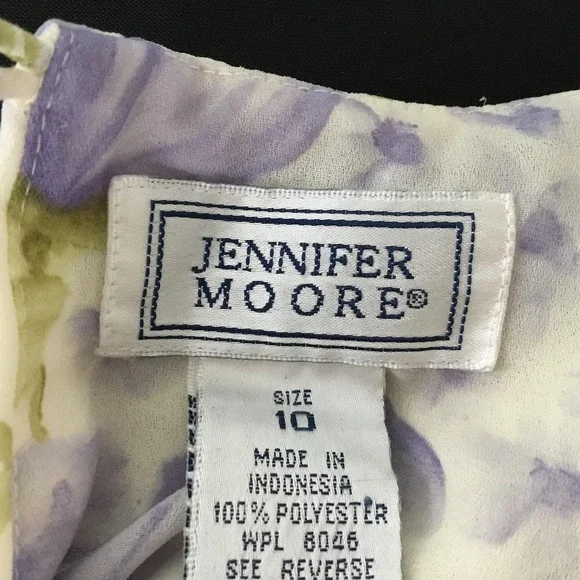 JENNIFER
MOORE®
SIZE
10
MADE IN
INDONESIA
100% POLYESTER
WPL 8046
SEE REVERSE